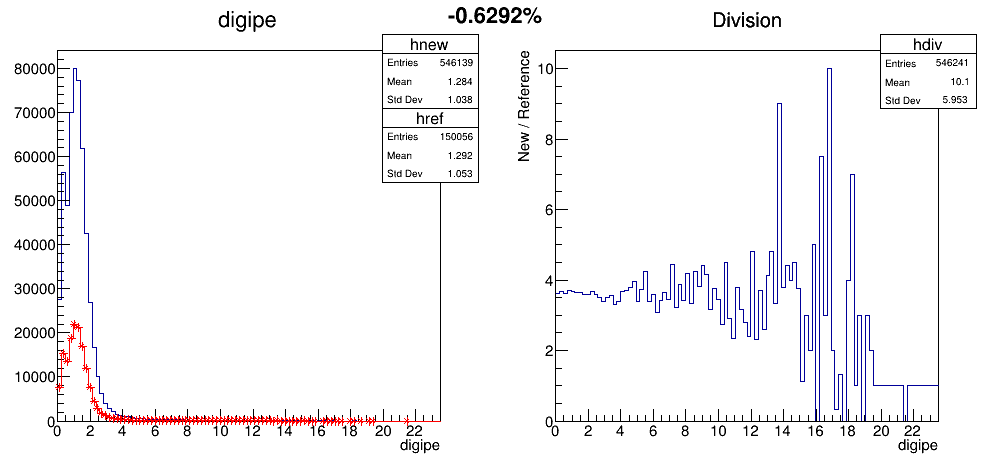 -0.6292%
digipe
hnew
Entries 546139
Mean 1.284
Std Dev 1.038
href
Entries 150056
Mean 1.292
Std Dev 1.053
80000
70000
60000
50000
40000
30000
20000
10000
0
0 2 4 6 8 10 12 14 16 18 20 22
digipe
Division
hdiv
Entries 546241
Mean 10.1
Std Dev 5.953
New / Reference
10
8
6
4
2
0
0 2 4 6 8 10 12 14 16 18 20 22
digipe